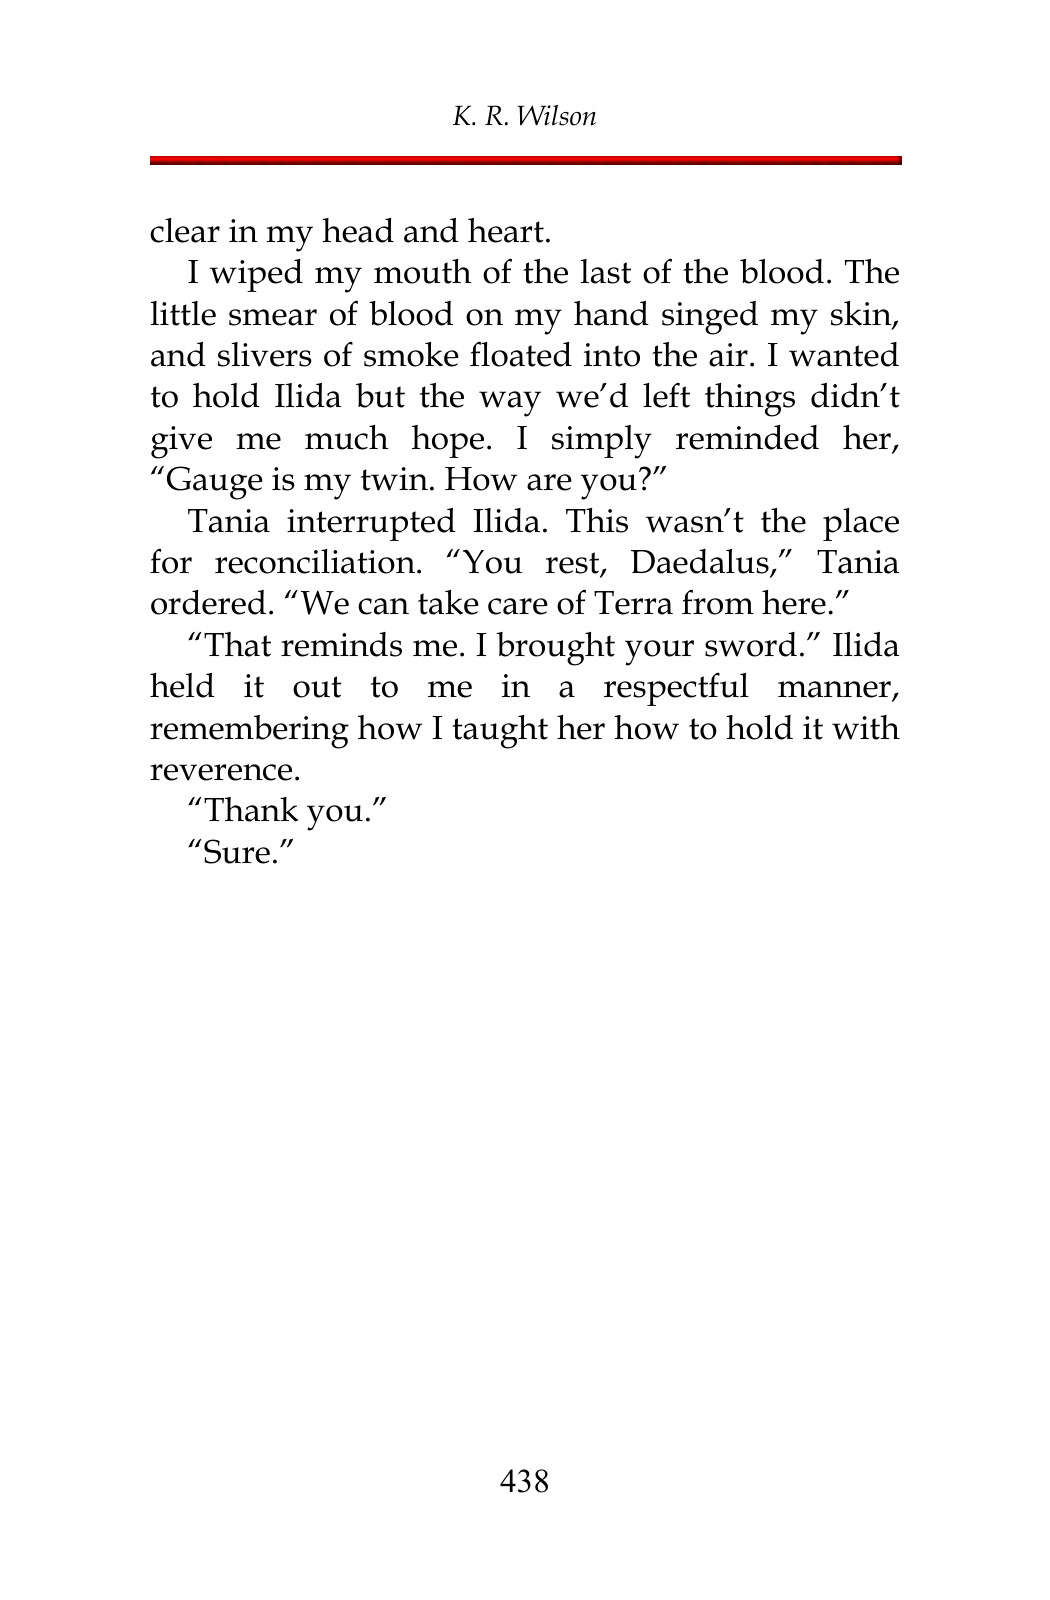 K. R. Wilson
clear in my head and heart.
I wiped my mouth of the last of the blood. The
little smear of blood on my hand singed my skin,
and slivers of smoke floated into the air. I wanted
to hold Ilida but the way we’d left things didn’t
give me much hope. I simply reminded her,
“Gauge is my twin. How are you?”
Tania interrupted Ilida. This wasn’t the place
for reconciliation. “You rest, Daedalus,” Tania
ordered. “We can take care of Terra from here.”
“That reminds me. I brought your sword.” Ilida
held it out to me in a respectful manner,
remembering how I taught her how to hold it with
reverence.
“Thank you.”
“Sure.”
438